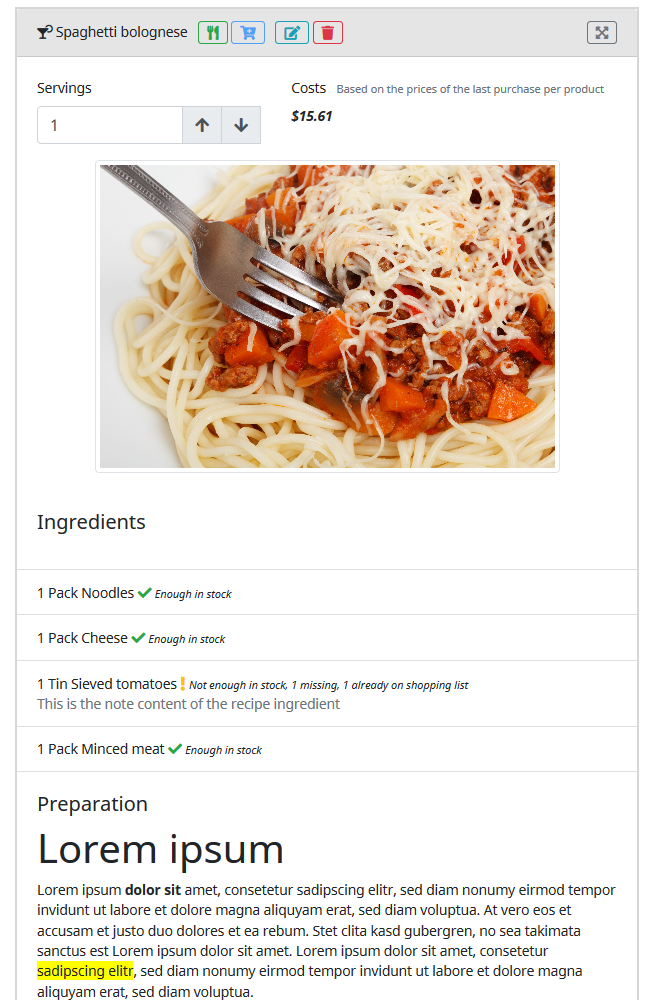 Spaghetti bolognese
Servings
Costs Based on the prices of the last purchase per product
1
$15.61
Ingredients
1 Pack Noodles Enough in stock
1 Pack Cheese Enough in stock
1 Tin Sieved tomatoes Not enough in stock, 1 missing, 1 already on shopping list
This is the note content of the recipe ingredient
1 Pack Minced meat Enough in stock
Preparation
Lorem ipsum
Lorem ipsum dolor sit amet, consetetur sadipscing elitr, sed diam nonumy eirmod tempor
invidunt ut labore et dolore magna aliquyam erat, sed diam voluptua. At vero eos et
accusam et justo duo dolores et ea rebum. Stet clita kasd gubergren, no sea takimata
sanctus est Lorem ipsum dolor sit amet. Lorem ipsum dolor sit amet, consetetur
sadipscing elitr, sed diam nonumy eirmod tempor invidunt ut labore et dolore magna
aliquyam erat, sed diam voluptua.